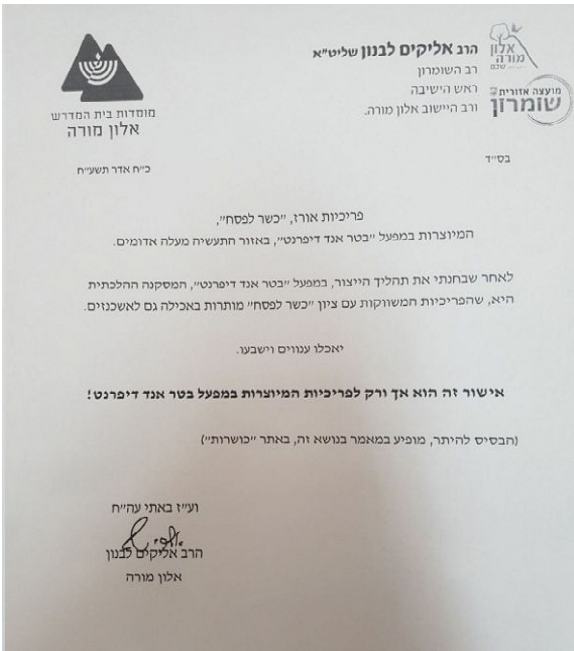 הרב אליקים לבנון שליט"א
רב השומרון
ראש הישיבה
ורב היישוב אלון מורה.
אלון
מורה
שכם
מועצה אזורית
שומרון
מוסדות בית המדרש
אלון מורה
בס"ד
כ"ח אדר תשע"ח
פריכיות אורז, "כשר לפסח",
המיוצרות במפעל "בטר אנד דיפרנט", באזור התעשיה מעלה אדומים.
לאחר שבחנתי את תהליך הייצור, במפעל "בטר אנד דיפרנט", המסקנה ההלכתית
היא, שהפריכיות המשווקות עם ציון "כשר לפסח" מותרות באכילה גם לאשכנזים.
יאכלו ענווים וישבעו.
אישור זה הוא אך ורק לפריכיות המיוצרות במפעל בטר אנד דיפרנט!
(הבסיס להיתר, מופיע במאמר בנושא זה, באתר "כושרות")
וע"ז באתי עה"ח
הרב אליקים לבנון
אלון מורה